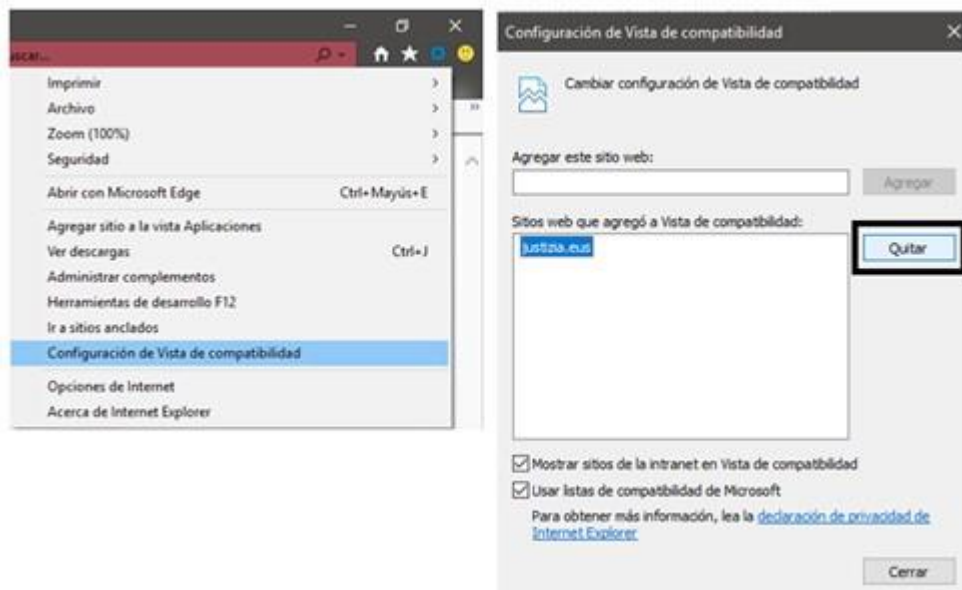 uscar...
Imprimir
Archivo
Zoom (100%)
Seguridad
Abrir con Microsoft Edge Ctrl+Mayús+E
Agregar sitio a la vista Aplicaciones
Ver descargas Ctrl+J
Administrar complementos
Herramientas de desarrollo F12
Ir a sitios anclados
Configuración de Vista de compatibilidad
Opciones de Internet
Acerca de Internet Explorer
Configuración de Vista de compatibilidad
Cambiar configuración de Vista de compatibilidad
Agregar este sitio web:
Agregar
Sitios web que agregó a Vista de compatibilidad:
justizia.eus
Quitar
Mostrar sitios de la intranet en Vista de compatibilidad
Usar listas de compatibilidad de Microsoft
Para obtener más información, lea la declaración de privacidad de
Internet Explorer
Cerrar